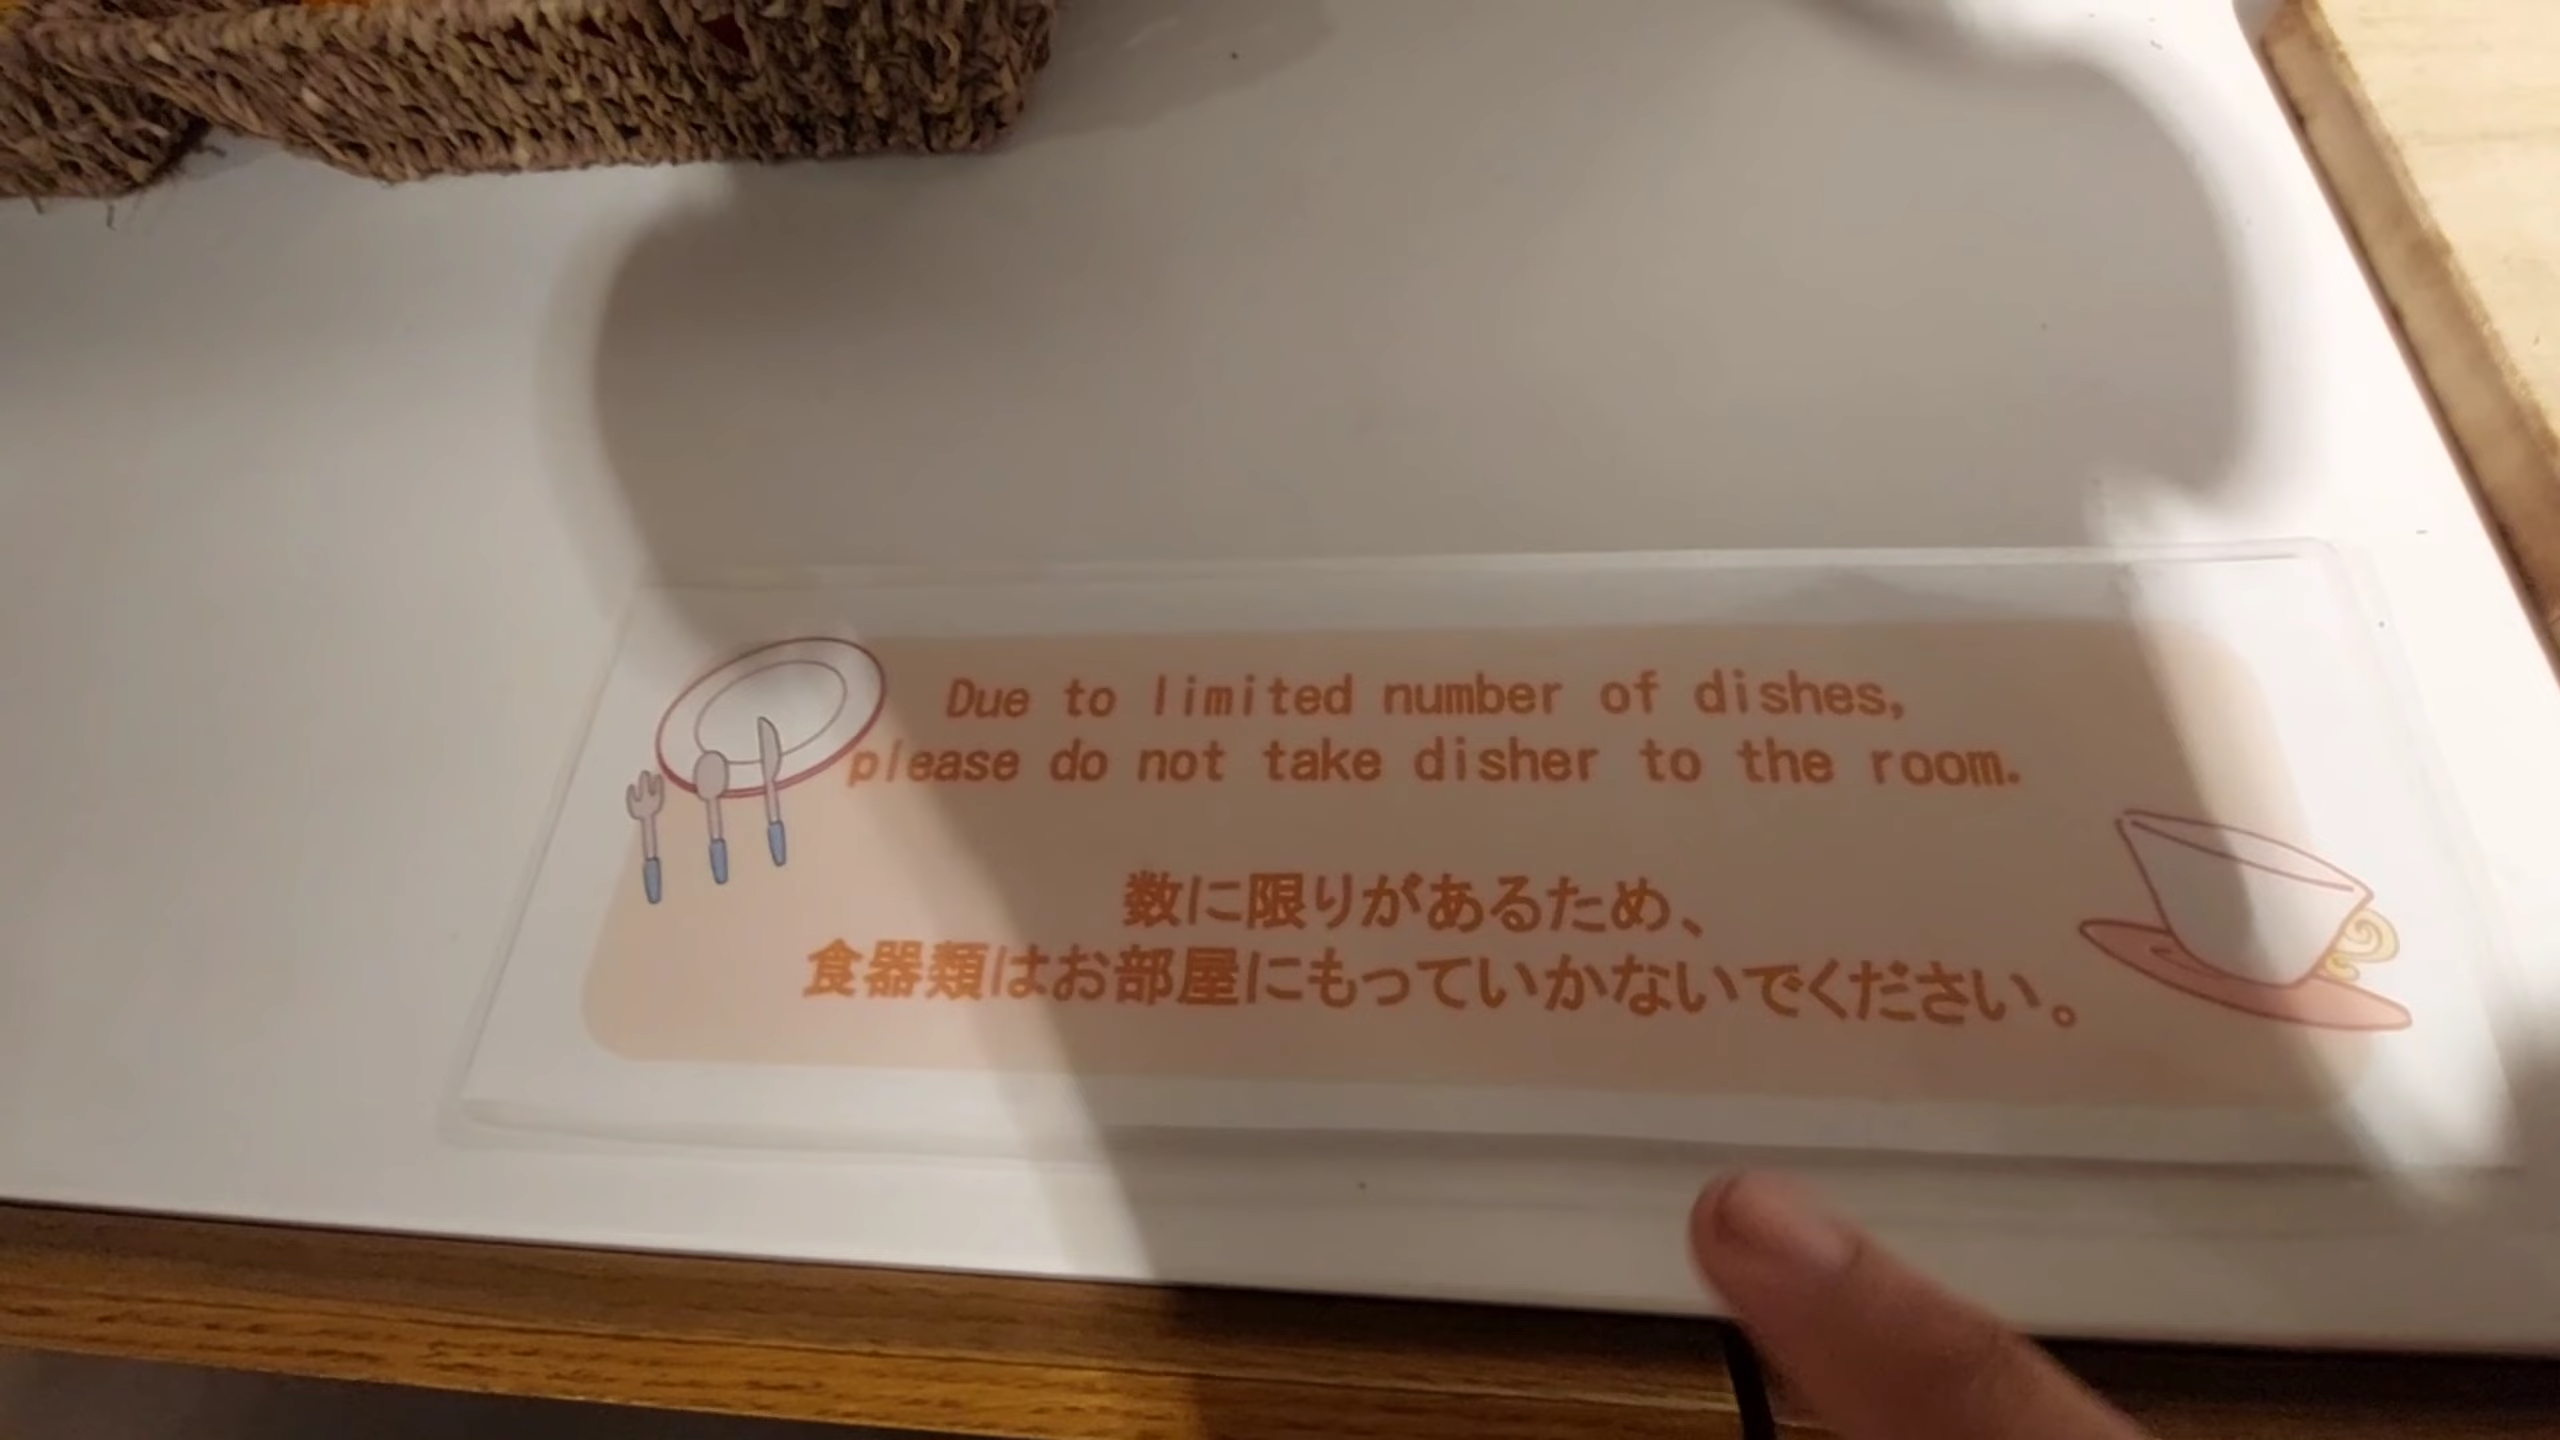 Due to limited number of dishes,
please do not take disher to the room.
数に限りがあるため、
食器類はお部屋にもっていかないでください。